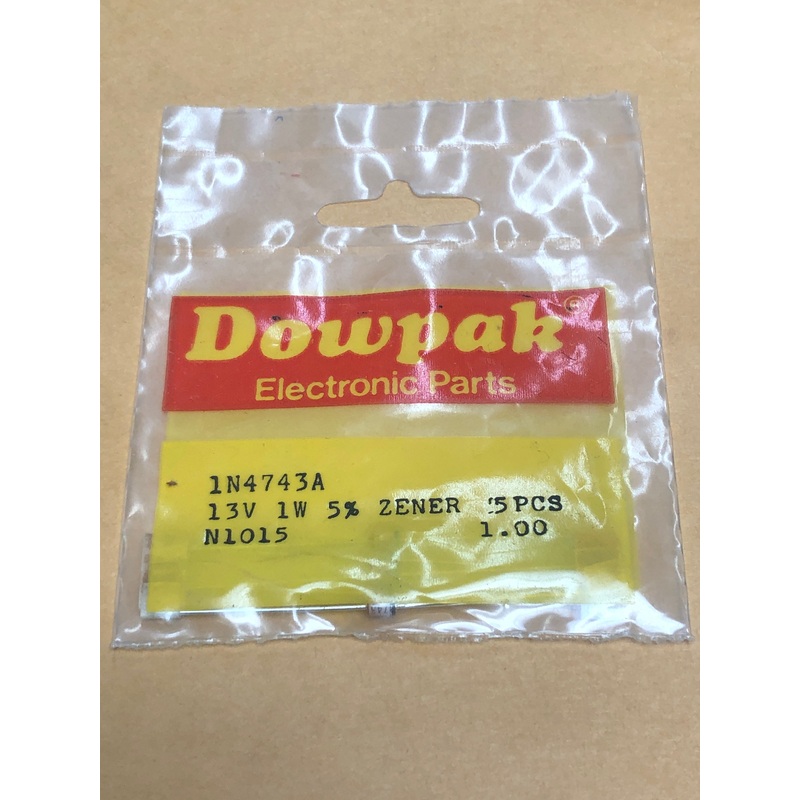 Dowpak®
Electronic Parts
1N4743A
13V 1W 5% ZENER 5PCS
N1015 1.00